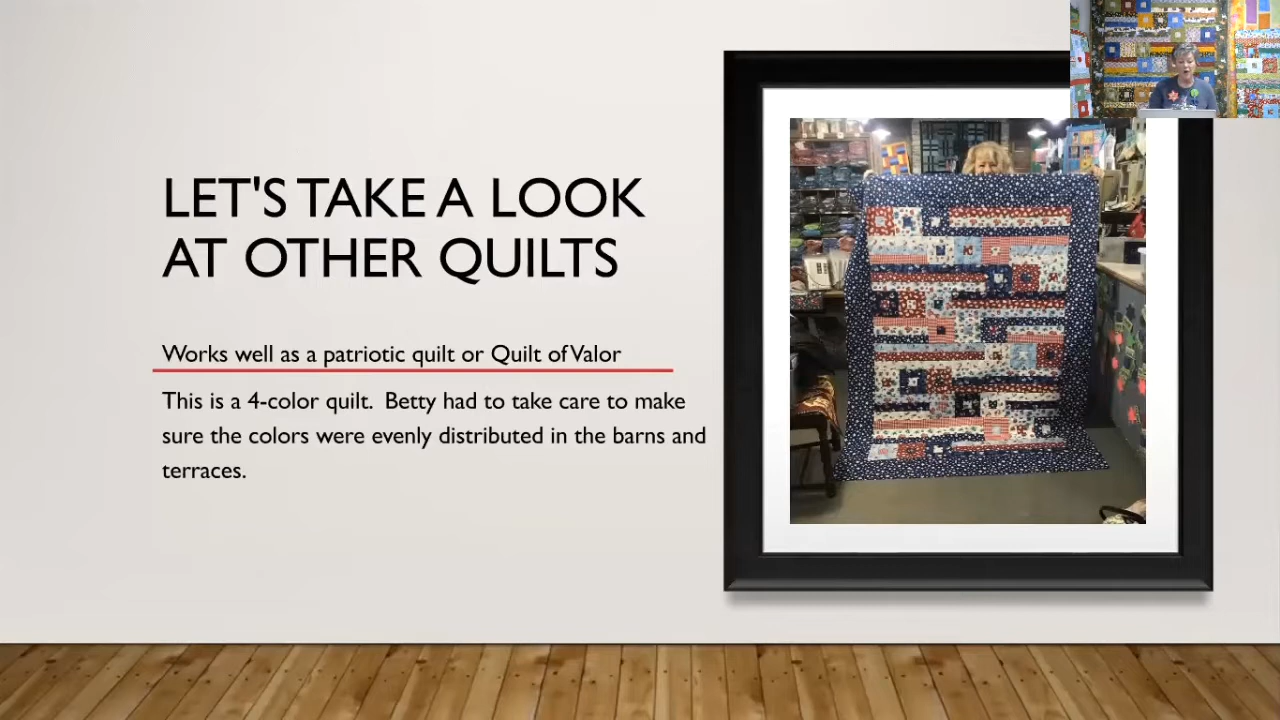 LET'S TAKE A LOOK
AT OTHER QUILTS
Works well as a patriotic quilt or Quilt of Valor
This is a 4-color quilt. Betty had to take care to make
sure the colors were evenly distributed in the barns and
terraces.